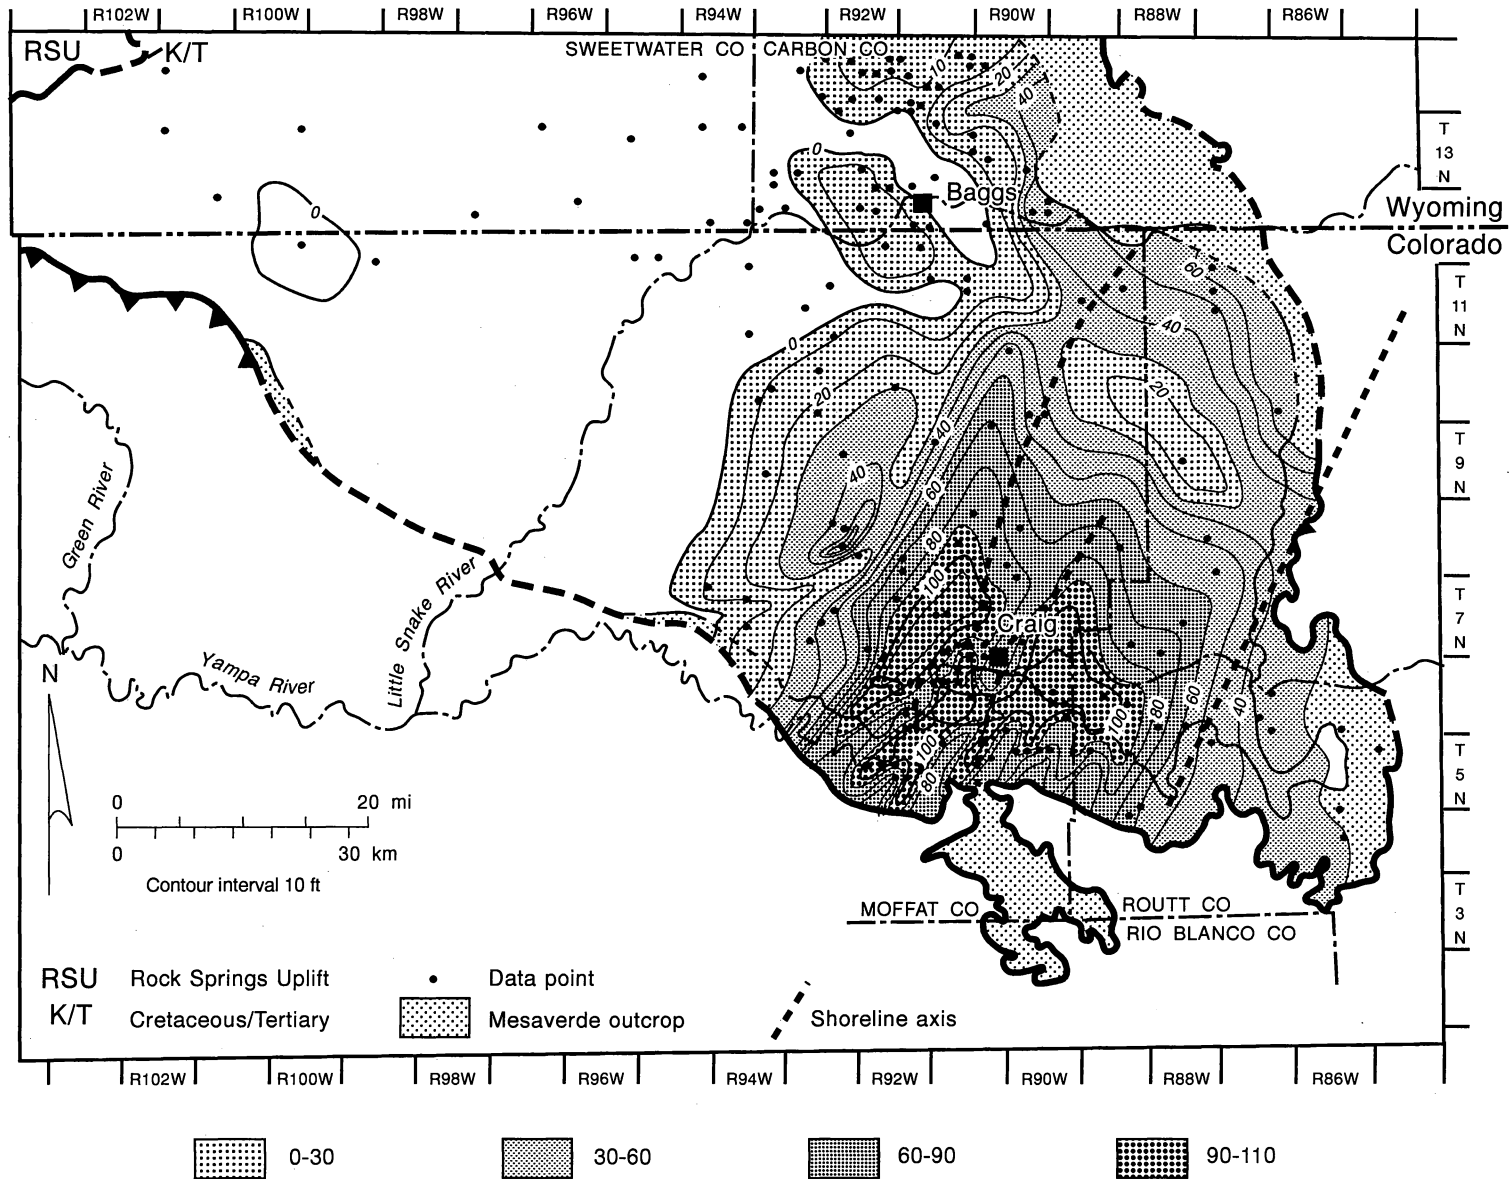 R102W R100W R98W R96W R94W R92W R90W R88W R86W
RSU K/T
SWEETWATER CO CARBON CO
10
20
40
T
13
N
0
Baggs
0
Wyoming
Colorado
60
T
11
N
40
0
20
20
40
T
9
N
40
60
Green River
80
100
Little Snake River
Craig
T
7
N
Yampa River
N
60
40
80
100
100
80
T
5
N
0 20 mi
0 30 km
Contour interval 10 ft
MOFFAT CO
ROUTT CO
RIO BLANCO CO
T
3
N
RSU Rock Springs Uplift
Data point
K/T Cretaceous/Tertiary
Mesaverde outcrop
Shoreline axis
R102W R100W R98W R96W R94W R92W R90W R88W R86W
0-30 30-60 60-90 90-110